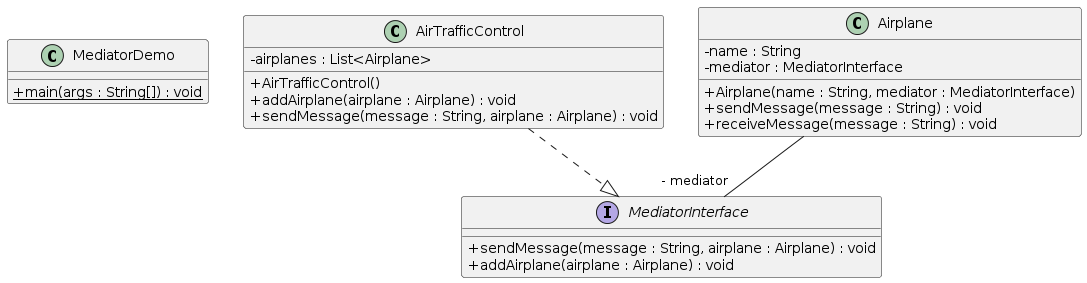 C MediatorDemo
+main(args : String[]) : void
C AirTrafficControl
-airplanes : List<Airplane>
+AirTrafficControl()
+addAirplane(airplane : Airplane) : void
+sendMessage(message : String, airplane : Airplane) : void
C Airplane
-name : String
-mediator : MediatorInterface
+Airplane(name : String, mediator : MediatorInterface)
+sendMessage(message : String) : void
+receiveMessage(message : String) : void
- mediator
I MediatorInterface
+sendMessage(message : String, airplane : Airplane) : void
+addAirplane(airplane : Airplane) : void